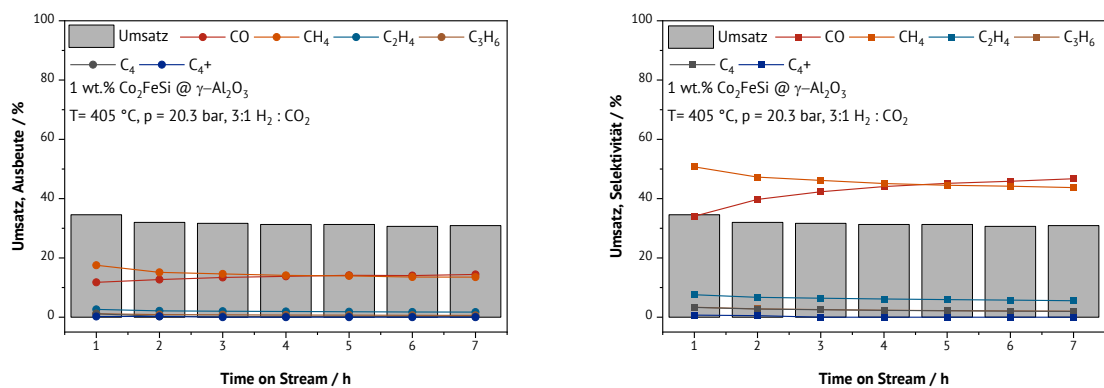 100
80
60
40
20
0
Umsatz, Ausbeute / %
Umsatz CO CH₄ C₂H₄ C₃H₆
C₄ C₄+
1 wt.% Co₂FeSi @ γ–Al₂O₃
T= 405 °C, p = 20.3 bar, 3:1 H₂ : CO₂
1 2 3 4 5 6 7
Time on Stream / h
100
80
60
40
20
0
Umsatz, Selektivität / %
Umsatz CO CH₄ C₂H₄ C₃H₆
C₄ C₄+
1 wt.% Co₂FeSi @ γ–Al₂O₃
T= 405 °C, p = 20.3 bar, 3:1 H₂ : CO₂
1 2 3 4 5 6 7
Time on Stream / h